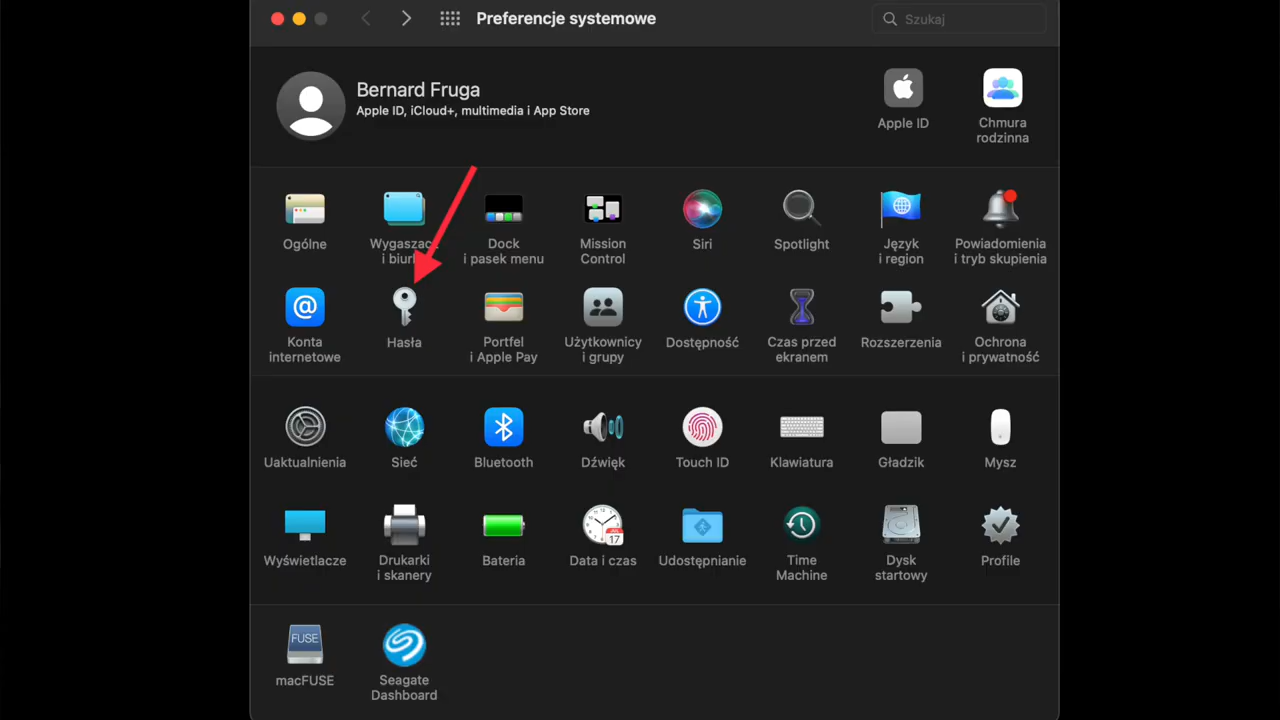 Preferencje systemowe
Szukaj
Bernard Fruga
Apple ID, iCloud+, multimedia i App Store
Apple ID
Chmura
rodzinna
Ogólne
Wygaszacz
i biurko
Dock
i pasek menu
Mission
Control
Siri
Spotlight
Język
i region
Powiadomienia
i tryb skupienia
Konta
internetowe
Hasła
Portfel
i Apple Pay
Użytkownicy
i grupy
Dostępność
Czas przed
ekranem
Rozszerzenia
Ochrona
i prywatność
Uaktualnienia
Sieć
Bluetooth
Dźwięk
Touch ID
Klawiatura
Gładzik
Mysz
Wyświetlacze
Drukarki
i skanery
Bateria
17
Data i czas
Udostępnianie
Time
Machine
Dysk
startowy
Profile
FUSE
macFUSE
Seagate
Dashboard